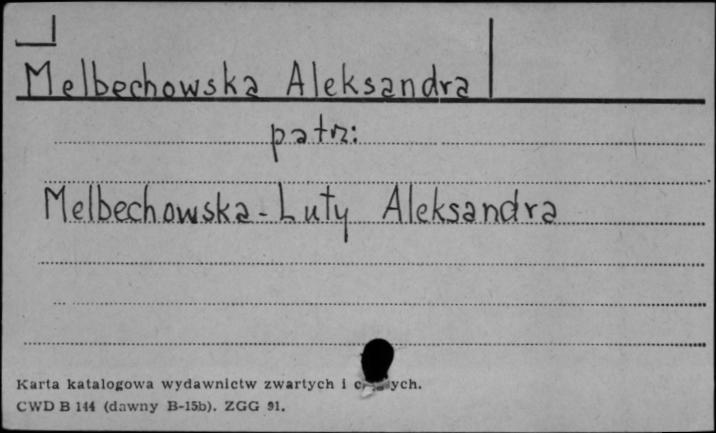 Melbechowska Aleksandra
patrz:
Melbechowska-Luty Aleksandra
Karta katalogowa wydawnictw zwartych i
CWD B 144 (dawny B-15b). ZGG 91.